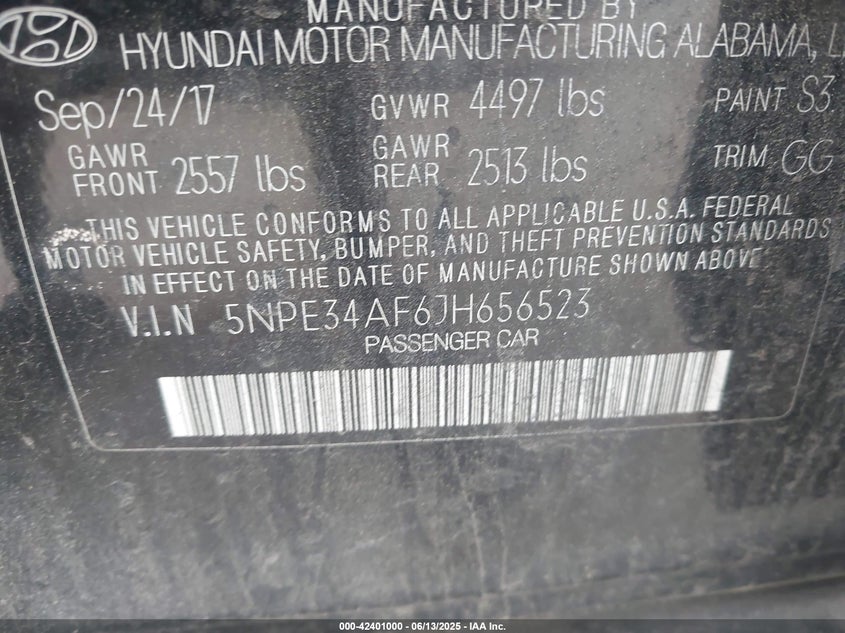 MANUFACTURED BY
HYUNDAI MOTOR MANUFACTURING ALABAMA,
Sep/24/17 GVWR 4497 lbs PAINT S3
GAWR FRONT 2557 lbs GAWR REAR 2513 lbs TRIM GG
THIS VEHICLE CONFORMS TO ALL APPLICABLE U.S.A. FEDERAL
MOTOR VEHICLE SAFETY, BUMPER, AND THEFT PREVENTION STANDARDS
IN EFFECT ON THE DATE OF MANUFACTURE SHOWN ABOVE
V.I.N 5NPE34AF6JH656523
PASSENGER CAR
000-42401000 - 06/13/2025 - IAA Inc.